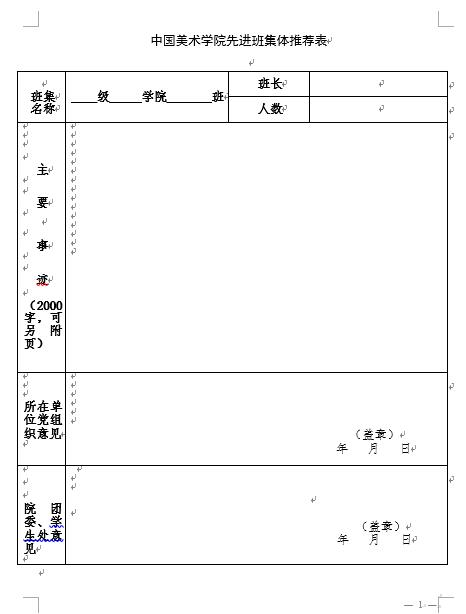 中国美术学院先进班集体推荐表
班集
名称
____级_____学院_______班
班长
人数
主
要
事
迹
（2000
字，可
另 附
页）
所在单
位党组
织意见
（盖章）
年 月 日
院 团
委、学
生处意
见
（盖章）
年 月 日
— 1 —